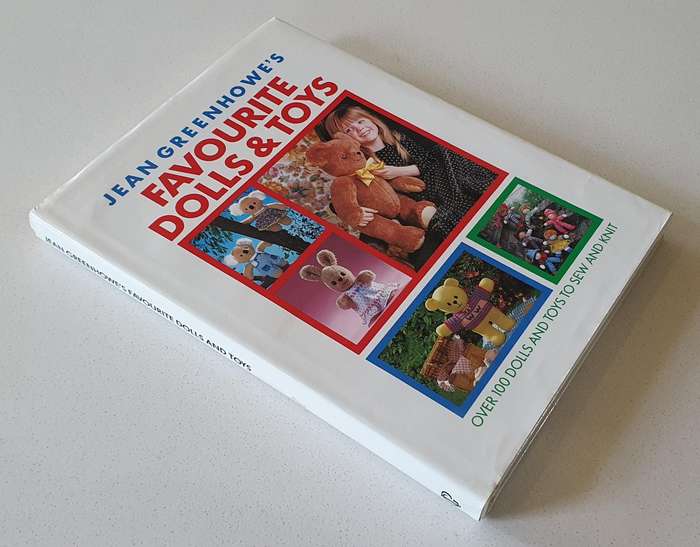 JEAN GREENHOWE'S
FAVOURITE
DOLLS & TOYS
OVER 100 DOLLS AND TOYS TO SEW AND KNIT
JEAN GREENHOWE'S FAVOURITE DOLLS AND TOYS